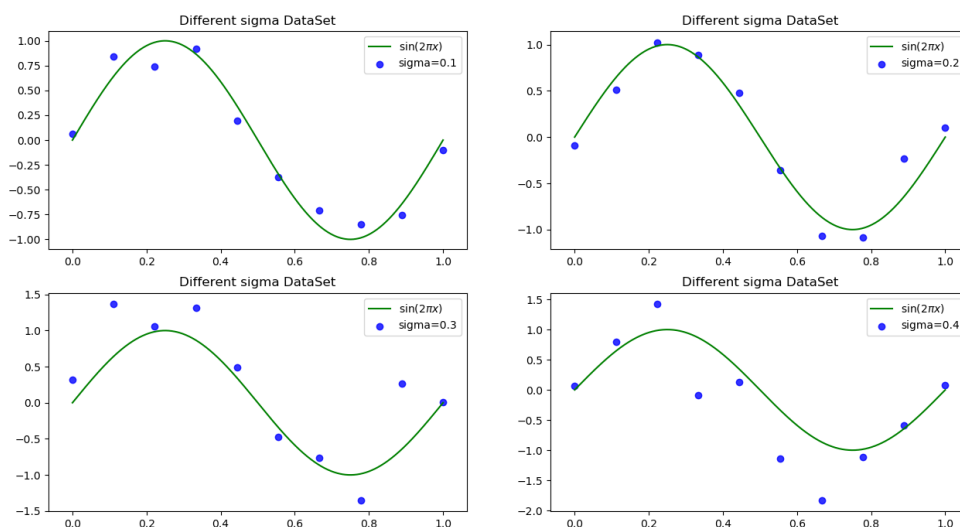 Different sigma DataSet
sin(2πx)
sigma=0.1
1.00
0.75
0.50
0.25
0.00
−0.25
−0.50
−0.75
−1.00
0.0 0.2 0.4 0.6 0.8 1.0
Different sigma DataSet
sin(2πx)
sigma=0.2
1.0
0.5
0.0
−0.5
−1.0
0.0 0.2 0.4 0.6 0.8 1.0
Different sigma DataSet
sin(2πx)
sigma=0.3
1.5
1.0
0.5
0.0
−0.5
−1.0
−1.5
0.0 0.2 0.4 0.6 0.8 1.0
Different sigma DataSet
sin(2πx)
sigma=0.4
1.5
1.0
0.5
0.0
−0.5
−1.0
−1.5
−2.0
0.0 0.2 0.4 0.6 0.8 1.0